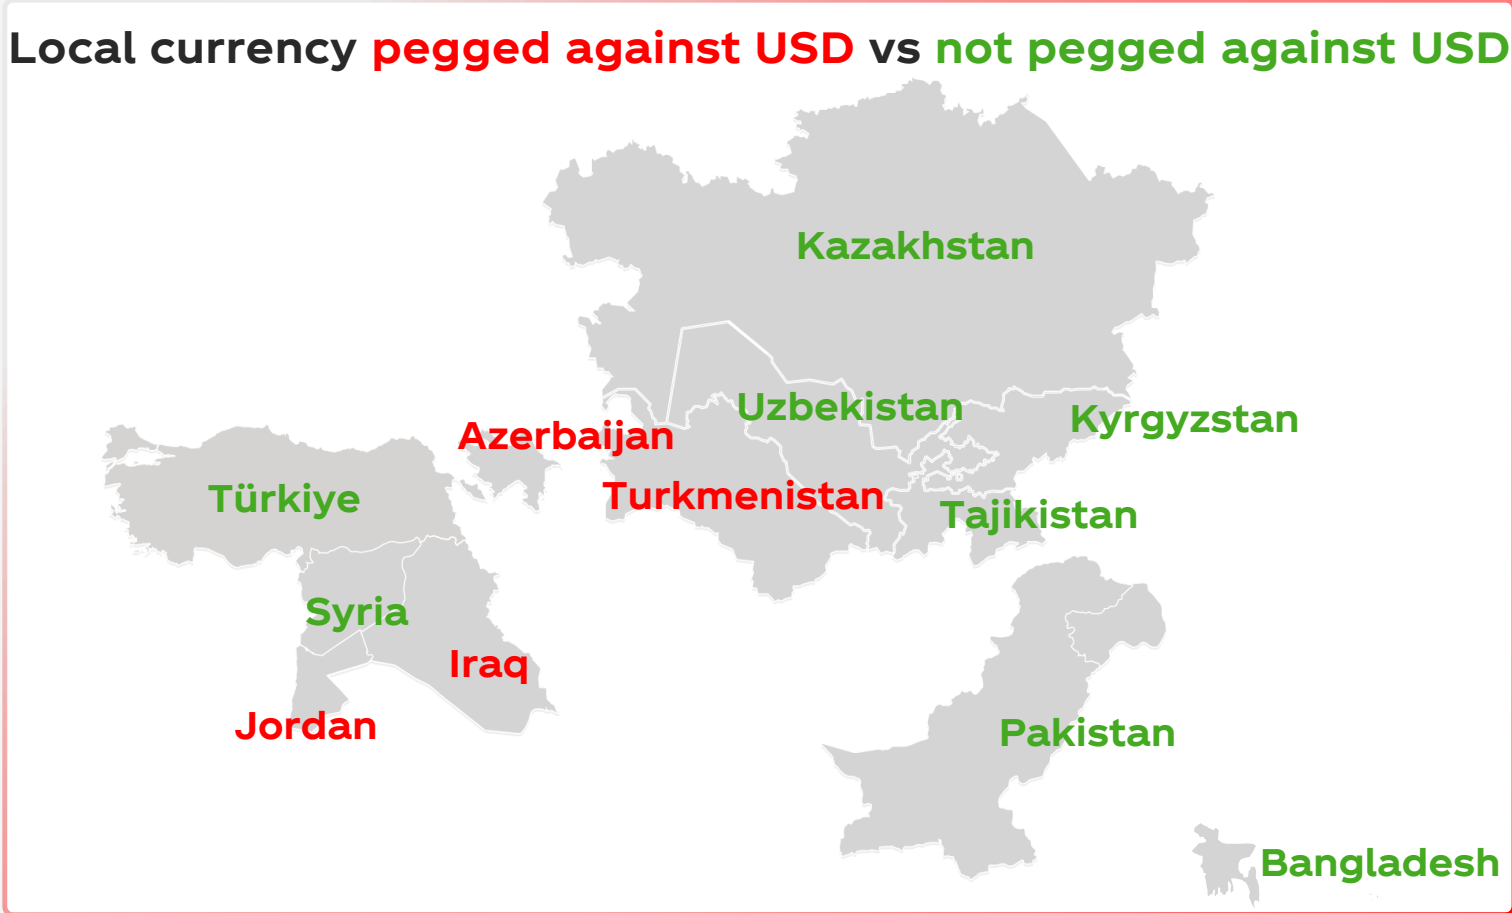 Local currency pegged against USD vs not pegged against USD
Kazakhstan
Uzbekistan
Kyrgyzstan
Azerbaijan
Turkmenistan
Türkiye
Tajikistan
Syria
Iraq
Jordan
Pakistan
Bangladesh